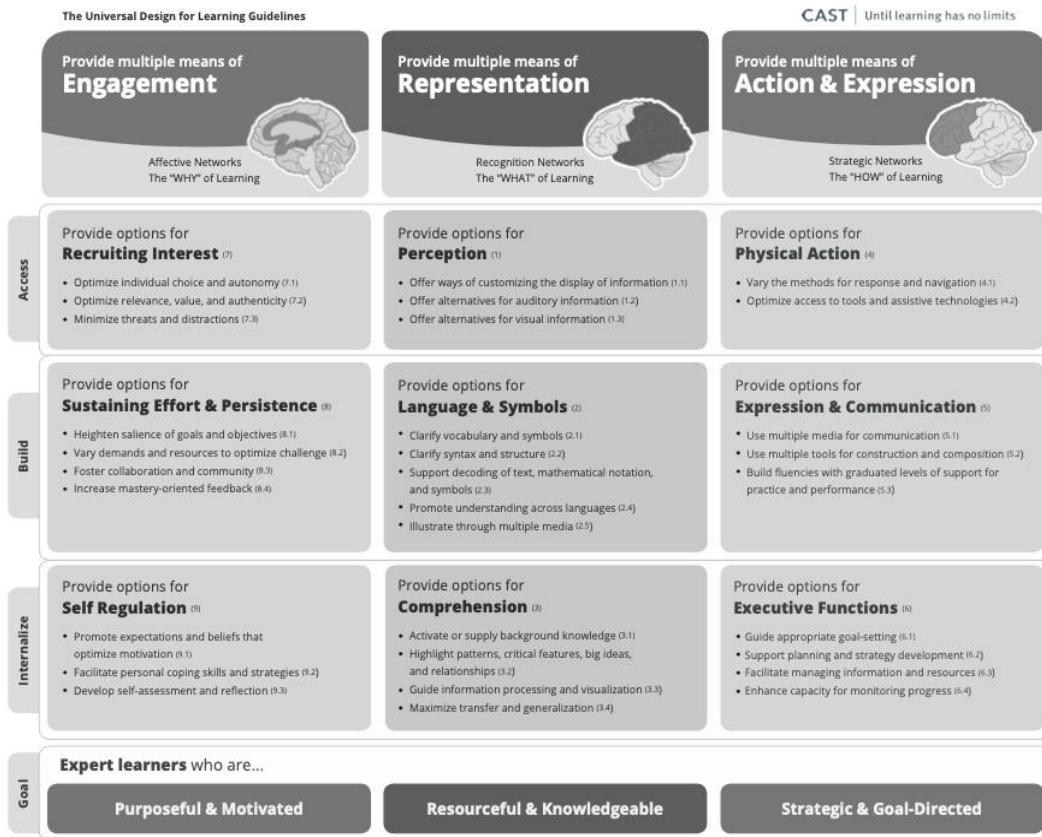 The Universal Design for Learning Guidelines
CAST | Until learning has no limits
Provide multiple means of
Engagement
Affective Networks
The "WHY" of Learning
Provide multiple means of
Representation
Recognition Networks
The "WHAT" of Learning
Provide multiple means of
Action & Expression
Strategic Networks
The "HOW" of Learning
Access
Provide options for
Recruiting Interest (7)
• Optimize individual choice and autonomy (7.1)
• Optimize relevance, value, and authenticity (7.2)
• Minimize threats and distractions (7.3)
Provide options for
Perception (1)
• Offer ways of customizing the display of information (1.1)
• Offer alternatives for auditory information (1.2)
• Offer alternatives for visual information (1.3)
Provide options for
Physical Action (4)
• Vary the methods for response and navigation (4.1)
• Optimize access to tools and assistive technologies (4.2)
Build
Provide options for
Sustaining Effort & Persistence (8)
• Heighten salience of goals and objectives (8.1)
• Vary demands and resources to optimize challenge (8.2)
• Foster collaboration and community (8.3)
• Increase mastery-oriented feedback (8.4)
Provide options for
Language & Symbols (2)
• Clarify vocabulary and symbols (2.1)
• Clarify syntax and structure (2.2)
• Support decoding of text, mathematical notation,
and symbols (2.3)
• Promote understanding across languages (2.4)
• Illustrate through multiple media (2.5)
Provide options for
Expression & Communication (5)
• Use multiple media for communication (5.1)
• Use multiple tools for construction and composition (5.2)
• Build fluencies with graduated levels of support for
practice and performance (5.3)
Internalize
Provide options for
Self Regulation (9)
• Promote expectations and beliefs that
optimize motivation (9.1)
• Facilitate personal coping skills and strategies (9.2)
• Develop self-assessment and reflection (9.3)
Provide options for
Comprehension (3)
• Activate or supply background knowledge (3.1)
• Highlight patterns, critical features, big ideas,
and relationships (3.2)
• Guide information processing and visualization (3.3)
• Maximize transfer and generalization (3.4)
Provide options for
Executive Functions (6)
• Guide appropriate goal-setting (6.1)
• Support planning and strategy development (6.2)
• Facilitate managing information and resources (6.3)
• Enhance capacity for monitoring progress (6.4)
Goal
Expert learners who are...
Purposeful & Motivated
Resourceful & Knowledgeable
Strategic & Goal-Directed